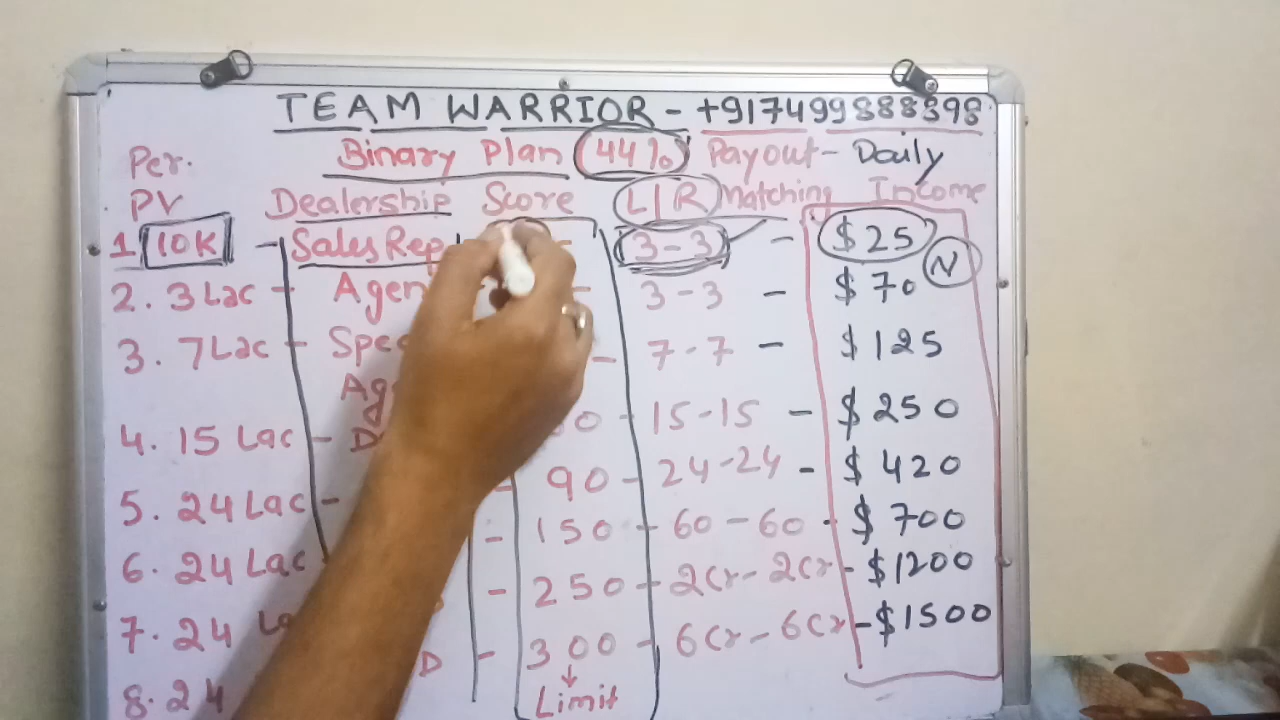 TEAM WARRIOR - +917499888398
Per. Binary Plan 44% Payout - Daily
PV Dealership Score L|R Matching Income
1. 10K - Sales Rep - 3-3 - $25
N
2. 3 Lac - Agen - 3-3 - $70
3. 7 Lac - Spec - 7-7 - $125
Ag
4. 15 Lac - D 0 - 15-15 - $250
5. 24 Lac - - 90 - 24-24 - $420
6. 24 Lac - 150 - 60-60 - $700
7. 24 - 250 - 2Cr-2Cr - $1200
8. 24 D - 300 - 6Cr-6Cr - $1500
Limit